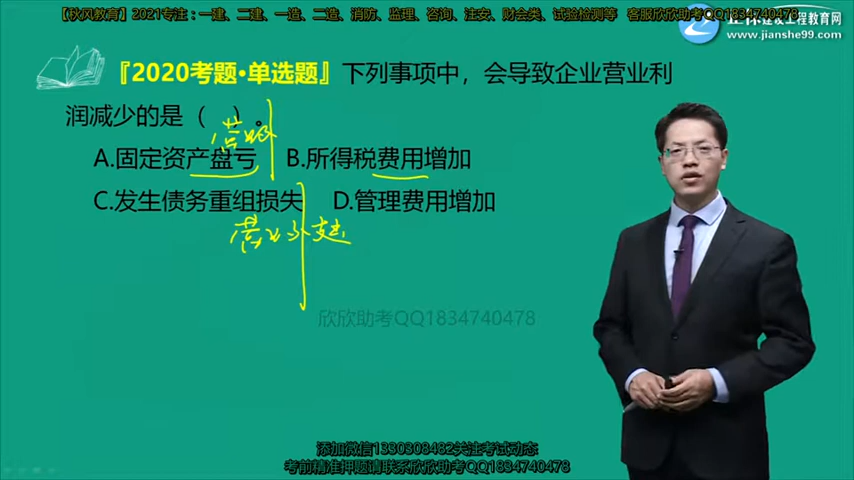 【秋风教育】2021专注：一建、二建、一造、二造、消防、监理、咨询、注安、财会类、试验检测等 客服欣欣助考QQ1834740478
建设工程教育网
www.jianshe99.com
『2020考题·单选题』下列事项中，会导致企业营业利
润减少的是（ ）。
A.固定资产盘亏 B.所得税费用增加
C.发生债务重组损失 D.管理费用增加
营业外支出
欣欣助考QQ1834740478
添加微信1330308482关注考试动态
考前精准押题请联系欣欣助考QQ1834740478